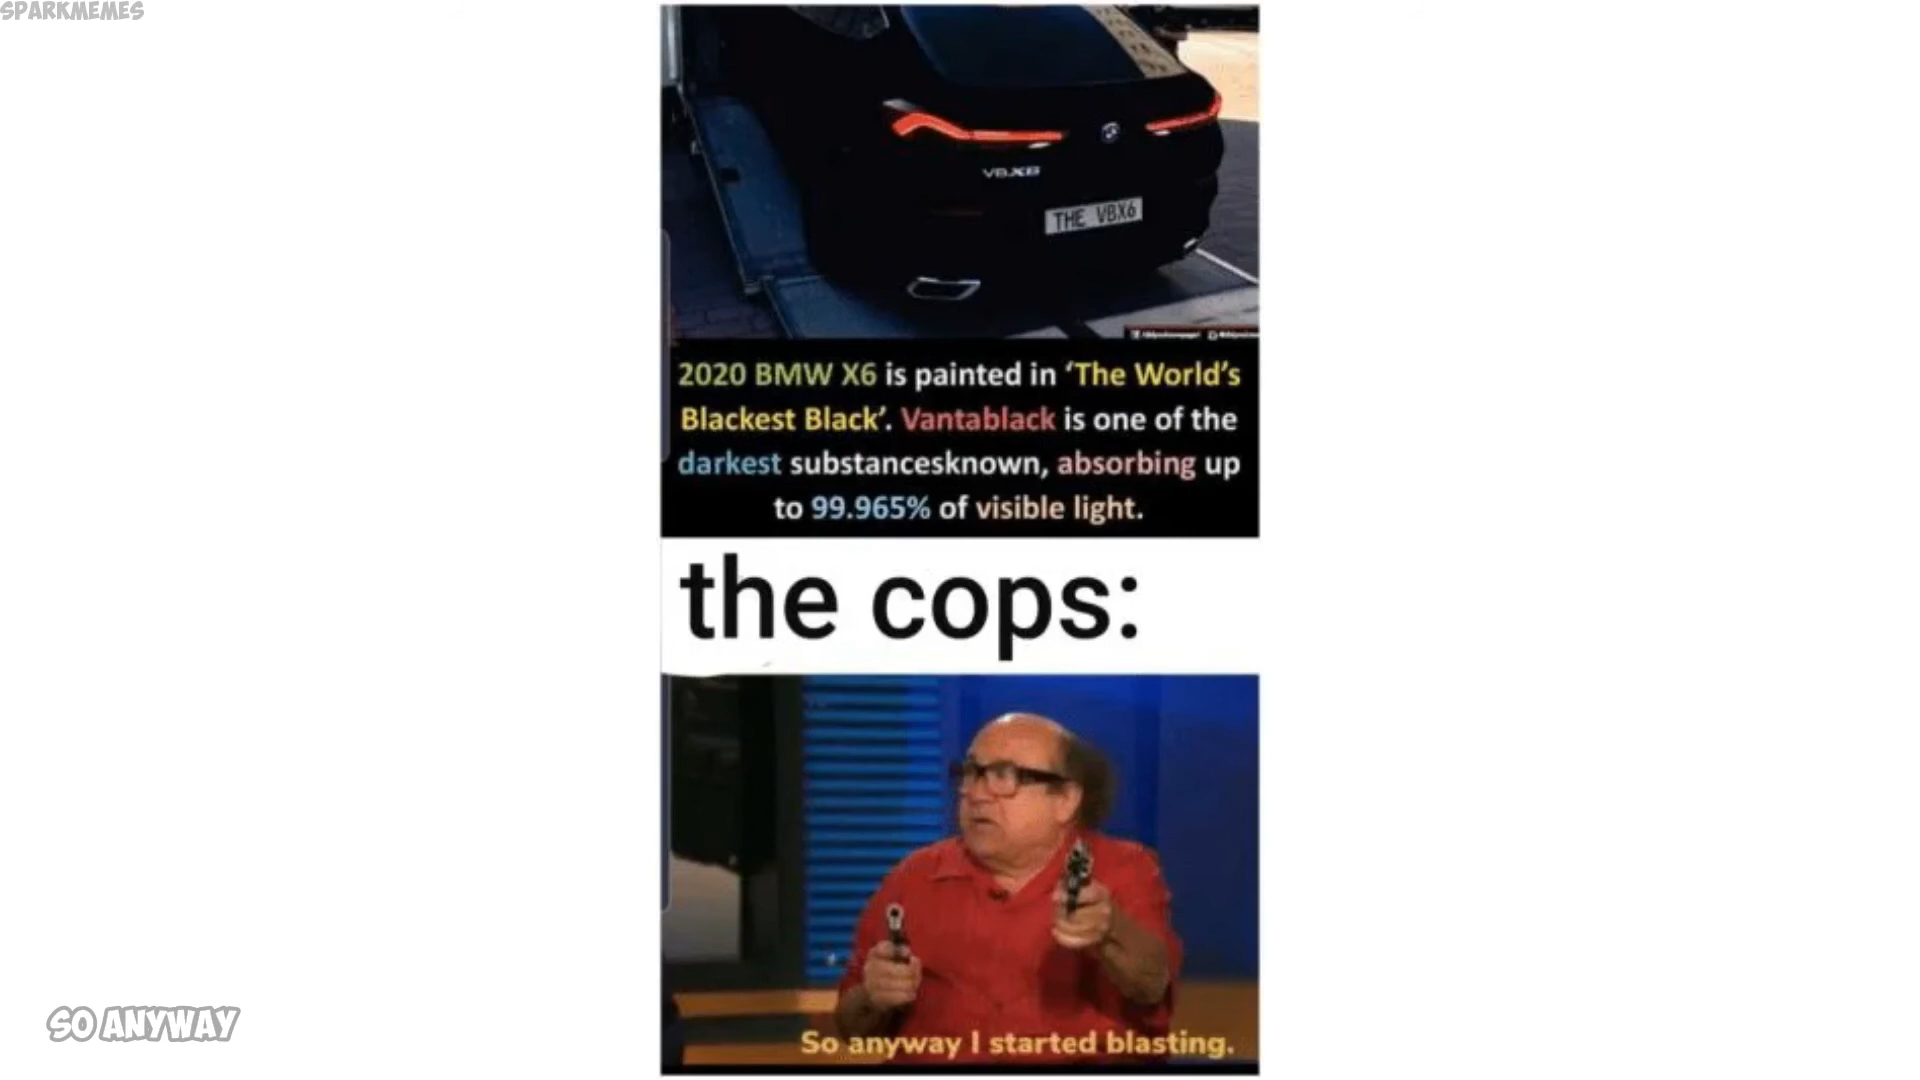 SPARKMEMES
VBX6
THE VBX6
2020 BMW X6 is painted in ‘The World’s
Blackest Black’. Vantablack is one of the
darkest substancesknown, absorbing up
to 99.965% of visible light.
the cops:
SO ANYWAY
So anyway I started blasting.